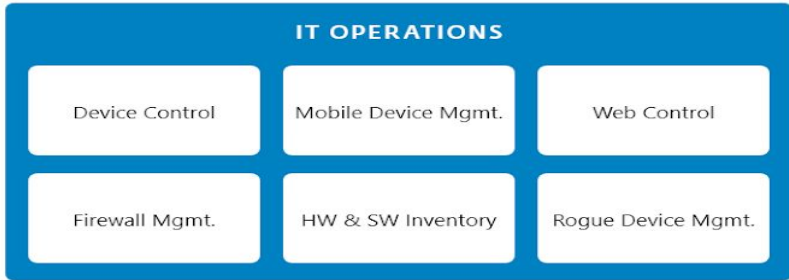 IT OPERATIONS
Device Control
Mobile Device Mgmt.
Web Control
Firewall Mgmt.
HW & SW Inventory
Rogue Device Mgmt.